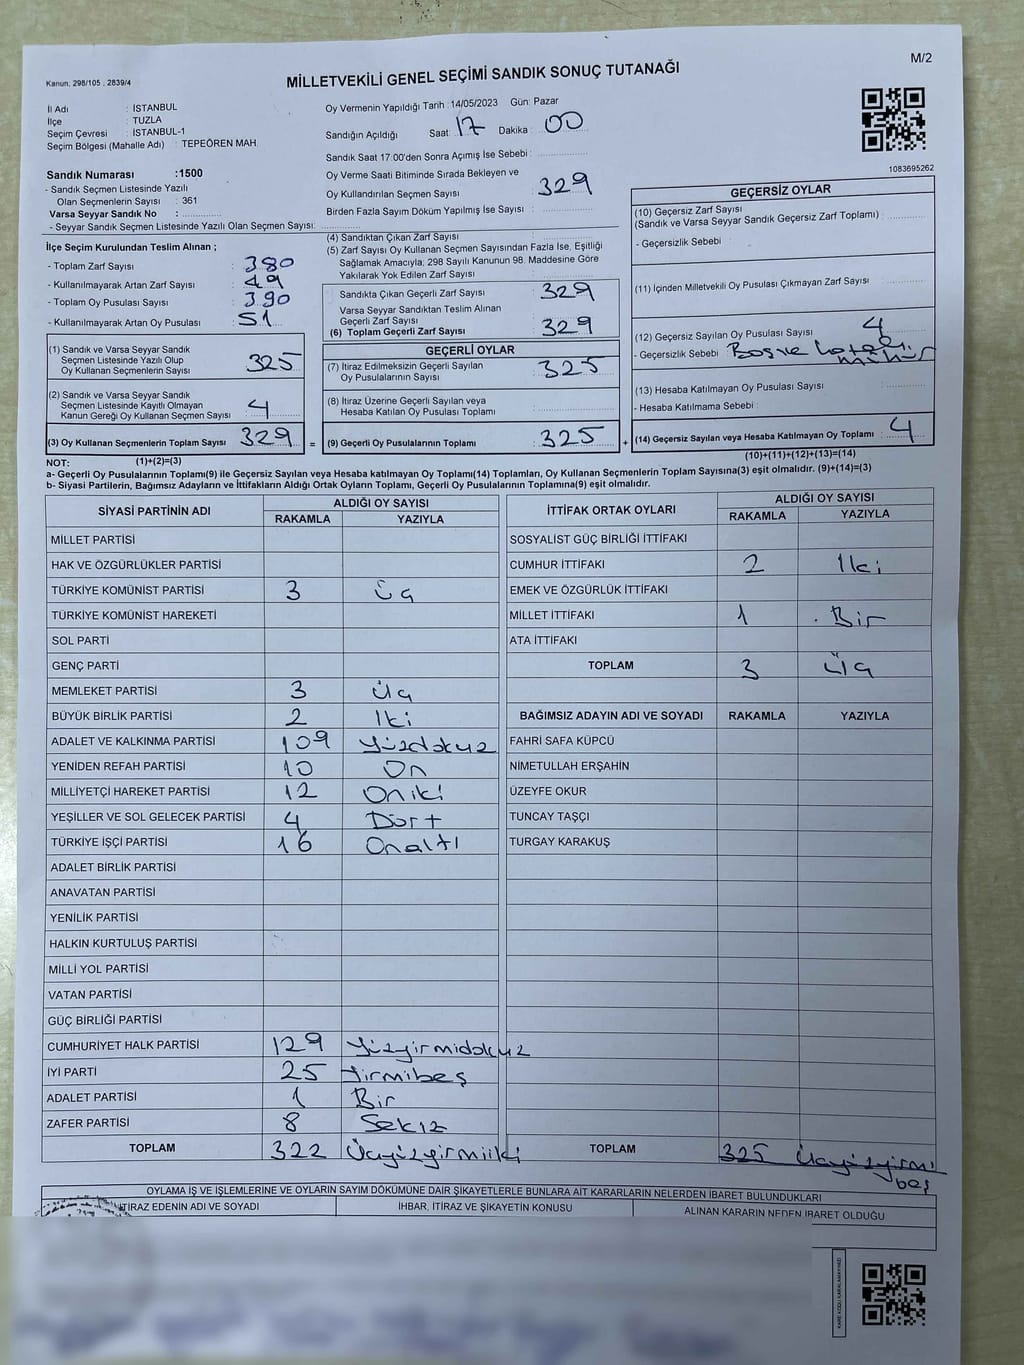 M/2
Kanun: 298/105 , 2839/4
MİLLETVEKİLİ GENEL SEÇİMİ SANDIK SONUÇ TUTANAĞI
İl Adı : İSTANBUL
İlçe : TUZLA
Seçim Çevresi : İSTANBUL-1
Seçim Bölgesi (Mahalle Adı) : TEPEÖREN MAH.
Sandık Numarası :1500
- Sandık Seçmen Listesinde Yazılı
Olan Seçmenlerin Sayısı : 361
Varsa Seyyar Sandık No :
- Seyyar Sandık Seçmen Listesinde Yazılı Olan Seçmen Sayısı:
Oy Vermenin Yapıldığı Tarih :14/05/2023 Gün: Pazar
Sandığın Açıldığı Saat: 17 Dakika : 00
Sandık Saat 17:00'den Sonra Açımış İse Sebebi :
Oy Verme Saati Bitiminde Sırada Bekleyen ve
Oy Kullandırılan Seçmen Sayısı : 329
Birden Fazla Sayım Döküm Yapılmış İse Sayısı :
1083695262
İlçe Seçim Kurulundan Teslim Alınan ;
- Toplam Zarf Sayısı : 380
- Kullanılmayarak Artan Zarf Sayısı : 49
- Toplam Oy Pusulası Sayısı : 390
- Kullanılmayarak Artan Oy Pusulası : 51
(1) Sandık ve Varsa Seyyar Sandık
Seçmen Listesinde Yazılı Olup
Oy Kullanan Seçmenlerin Sayısı : 325
(2) Sandık ve Varsa Seyyar Sandık
Seçmen Listesinde Kayıtlı Olmayan
Kanun Gereği Oy Kullanan Seçmen Sayısı : 4
(3) Oy Kullanan Seçmenlerin Toplam Sayısı : 329 =
(4) Sandıktan Çıkan Zarf Sayısı :
(5) Zarf Sayısı Oy Kullanan Seçmen Sayısından Fazla İse, Eşitliği
Sağlamak Amacıyla, 298 Sayılı Kanunun 98. Maddesine Göre
Yakılarak Yok Edilen Zarf Sayısı :
Sandıkta Çıkan Geçerli Zarf Sayısı : 329
Varsa Seyyar Sandıktan Teslim Alınan
Geçerli Zarf Sayısı :
(6) Toplam Geçerli Zarf Sayısı : 329
GEÇERLİ OYLAR
(7) İtiraz Edilmeksizin Geçerli Sayılan
Oy Pusulalarının Sayısı : 325
(8) İtiraz Üzerine Geçerli Sayılan veya
Hesaba Katılan Oy Pusulası Toplamı :
(9) Geçerli Oy Pusulalarının Toplamı : 325 +
GEÇERSİZ OYLAR
(10) Geçersiz Zarf Sayısı
(Sandık ve Varsa Seyyar Sandık Geçersiz Zarf Toplamı) :
- Geçersizlik Sebebi :
(11) İçinden Milletvekili Oy Pusulası Çıkmayan Zarf Sayısı :
(12) Geçersiz Sayılan Oy Pusulası Sayısı : 4
- Geçersizlik Sebebi : Boş ve hatalı
mühür
(13) Hesaba Katılmayan Oy Pusulası Sayısı :
- Hesaba Katılmama Sebebi :
(14) Geçersiz Sayılan veya Hesaba Katılmayan Oy Toplamı : 4
(10)+(11)+(12)+(13)=(14)
NOT: (1)+(2)=(3)
a- Geçerli Oy Pusulalarının Toplamı(9) ile Geçersiz Sayılan veya Hesaba katılmayan Oy Toplamı(14) Toplamları, Oy Kullanan Seçmenlerin Toplam Sayısına(3) eşit olmalıdır. (9)+(14)=(3)
b- Siyasi Partilerin, Bağımsız Adayların ve İttifakların Aldığı Ortak Oyların Toplamı, Geçerli Oy Pusulalarının Toplamına(9) eşit olmalıdır.
SİYASİ PARTİNİN ADI ALDIĞI OY SAYISI
RAKAMLA YAZIYLA
MİLLET PARTİSİ
HAK VE ÖZGÜRLÜKLER PARTİSİ
TÜRKİYE KOMÜNİST PARTİSİ 3 Üç
TÜRKİYE KOMÜNİST HAREKETİ
SOL PARTİ
GENÇ PARTİ
MEMLEKET PARTİSİ 3 Üç
BÜYÜK BİRLİK PARTİSİ 2 İki
ADALET VE KALKINMA PARTİSİ 109 Yüzdokuz
YENİDEN REFAH PARTİSİ 10 On
MİLLİYETÇİ HAREKET PARTİSİ 12 Oniki
YEŞİLLER VE SOL GELECEK PARTİSİ 4 Dört
TÜRKİYE İŞÇİ PARTİSİ 16 Onaltı
ADALET BİRLİK PARTİSİ
ANAVATAN PARTİSİ
YENİLİK PARTİSİ
HALKIN KURTULUŞ PARTİSİ
MİLLİ YOL PARTİSİ
VATAN PARTİSİ
GÜÇ BİRLİĞİ PARTİSİ
CUMHURİYET HALK PARTİSİ 129 Yüzyirmidokuz
İYİ PARTİ 25 Yirmibeş
ADALET PARTİSİ 1 Bir
ZAFER PARTİSİ 8 Sekiz
TOPLAM 322 Üçyüzyirmiiki
İTTİFAK ORTAK OYLARI ALDIĞI OY SAYISI
RAKAMLA YAZIYLA
SOSYALİST GÜÇ BİRLİĞİ İTTİFAKI
CUMHUR İTTİFAKI 2 İki
EMEK VE ÖZGÜRLÜK İTTİFAKI
MİLLET İTTİFAKI 1 Bir
ATA İTTİFAKI
TOPLAM 3 Üç
BAĞIMSIZ ADAYIN ADI VE SOYADI RAKAMLA YAZIYLA
FAHRİ SAFA KÜPCÜ
NİMETULLAH ERŞAHİN
ÜZEYFE OKUR
TUNCAY TAŞÇI
TURGAY KARAKUŞ
TOPLAM 325 Üçyüzyirmi
beş
OYLAMA İŞ VE İŞLEMLERİNE VE OYLARIN SAYIM DÖKÜMÜNE DAİR ŞİKAYETLERLE BUNLARA AİT KARARLARIN NELERDEN İBARET BULUNDUKLARI
İTİRAZ EDENİN ADI VE SOYADI İHBAR, İTİRAZ VE ŞİKAYETİN KONUSU ALINAN KARARIN NEDEN İBARET OLDUĞU